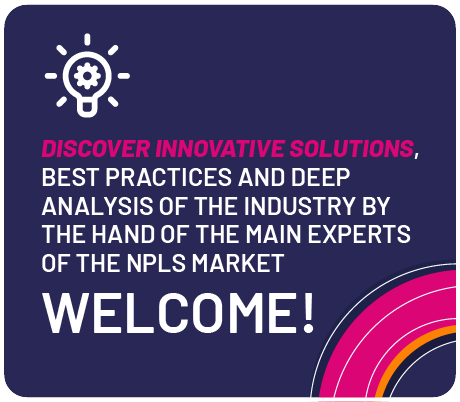 DISCOVER INNOVATIVE SOLUTIONS,
BEST PRACTICES AND DEEP
ANALYSIS OF THE INDUSTRY BY
THE HAND OF THE MAIN EXPERTS
OF THE NPLS MARKET
WELCOME!